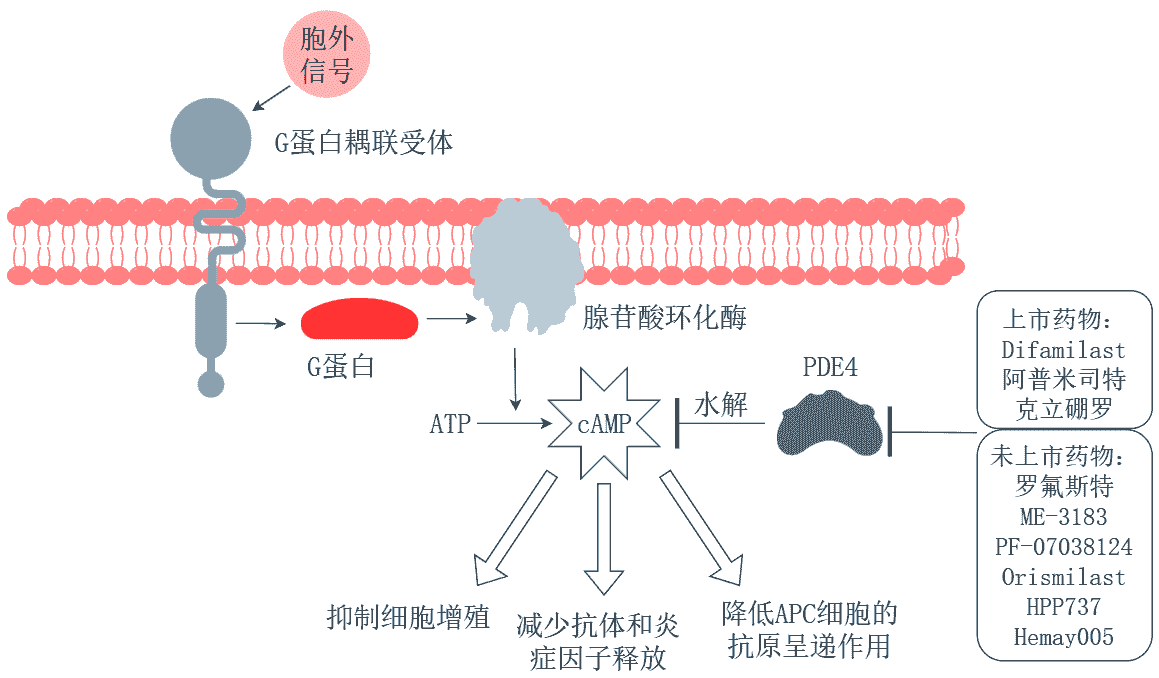 胞外
信号
G蛋白耦联受体
腺苷酸环化酶
G蛋白
ATP
cAMP
水解
PDE4
上市药物：
Difamilast
阿普米司特
克立硼罗
未上市药物：
罗氟斯特
ME-3183
PF-07038124
Orismilast
HPP737
Hemay005
抑制细胞增殖
减少抗体和炎
症因子释放
降低APC细胞的
抗原呈递作用